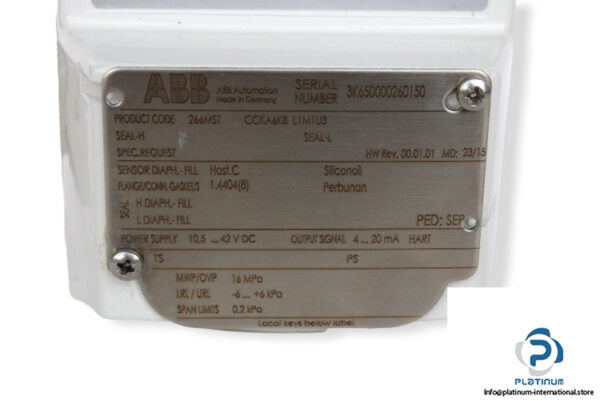 ABB ABB Automation SERIAL 3K650000260150
Made in Germany NUMBER
PRODUCT CODE 266MST CCKA6KB L1M1U3
SEAL-H SEAL-L
SPEC.REQUEST HW Rev. 00.01.01 MD: 23/15
SENSOR DIAPH.- FILL Hast.C Siliconoil
FLANGE/CONN.-GASKET/S 1.4404(B) Perbunan
SEAL H DIAPH.- FILL
L DIAPH.- FILL PED: SEP
POWER SUPPLY 10,5 ... 42 V DC OUTPUT SIGNAL 4 ... 20 mA HART
TS PS
MWP/OVP 16 MPa
LRL / URL -6 ... +6 kPa
SPAN LIMITS 0,2 kPa
Local keys below label
PLATINUM
Info@platinum-international.store